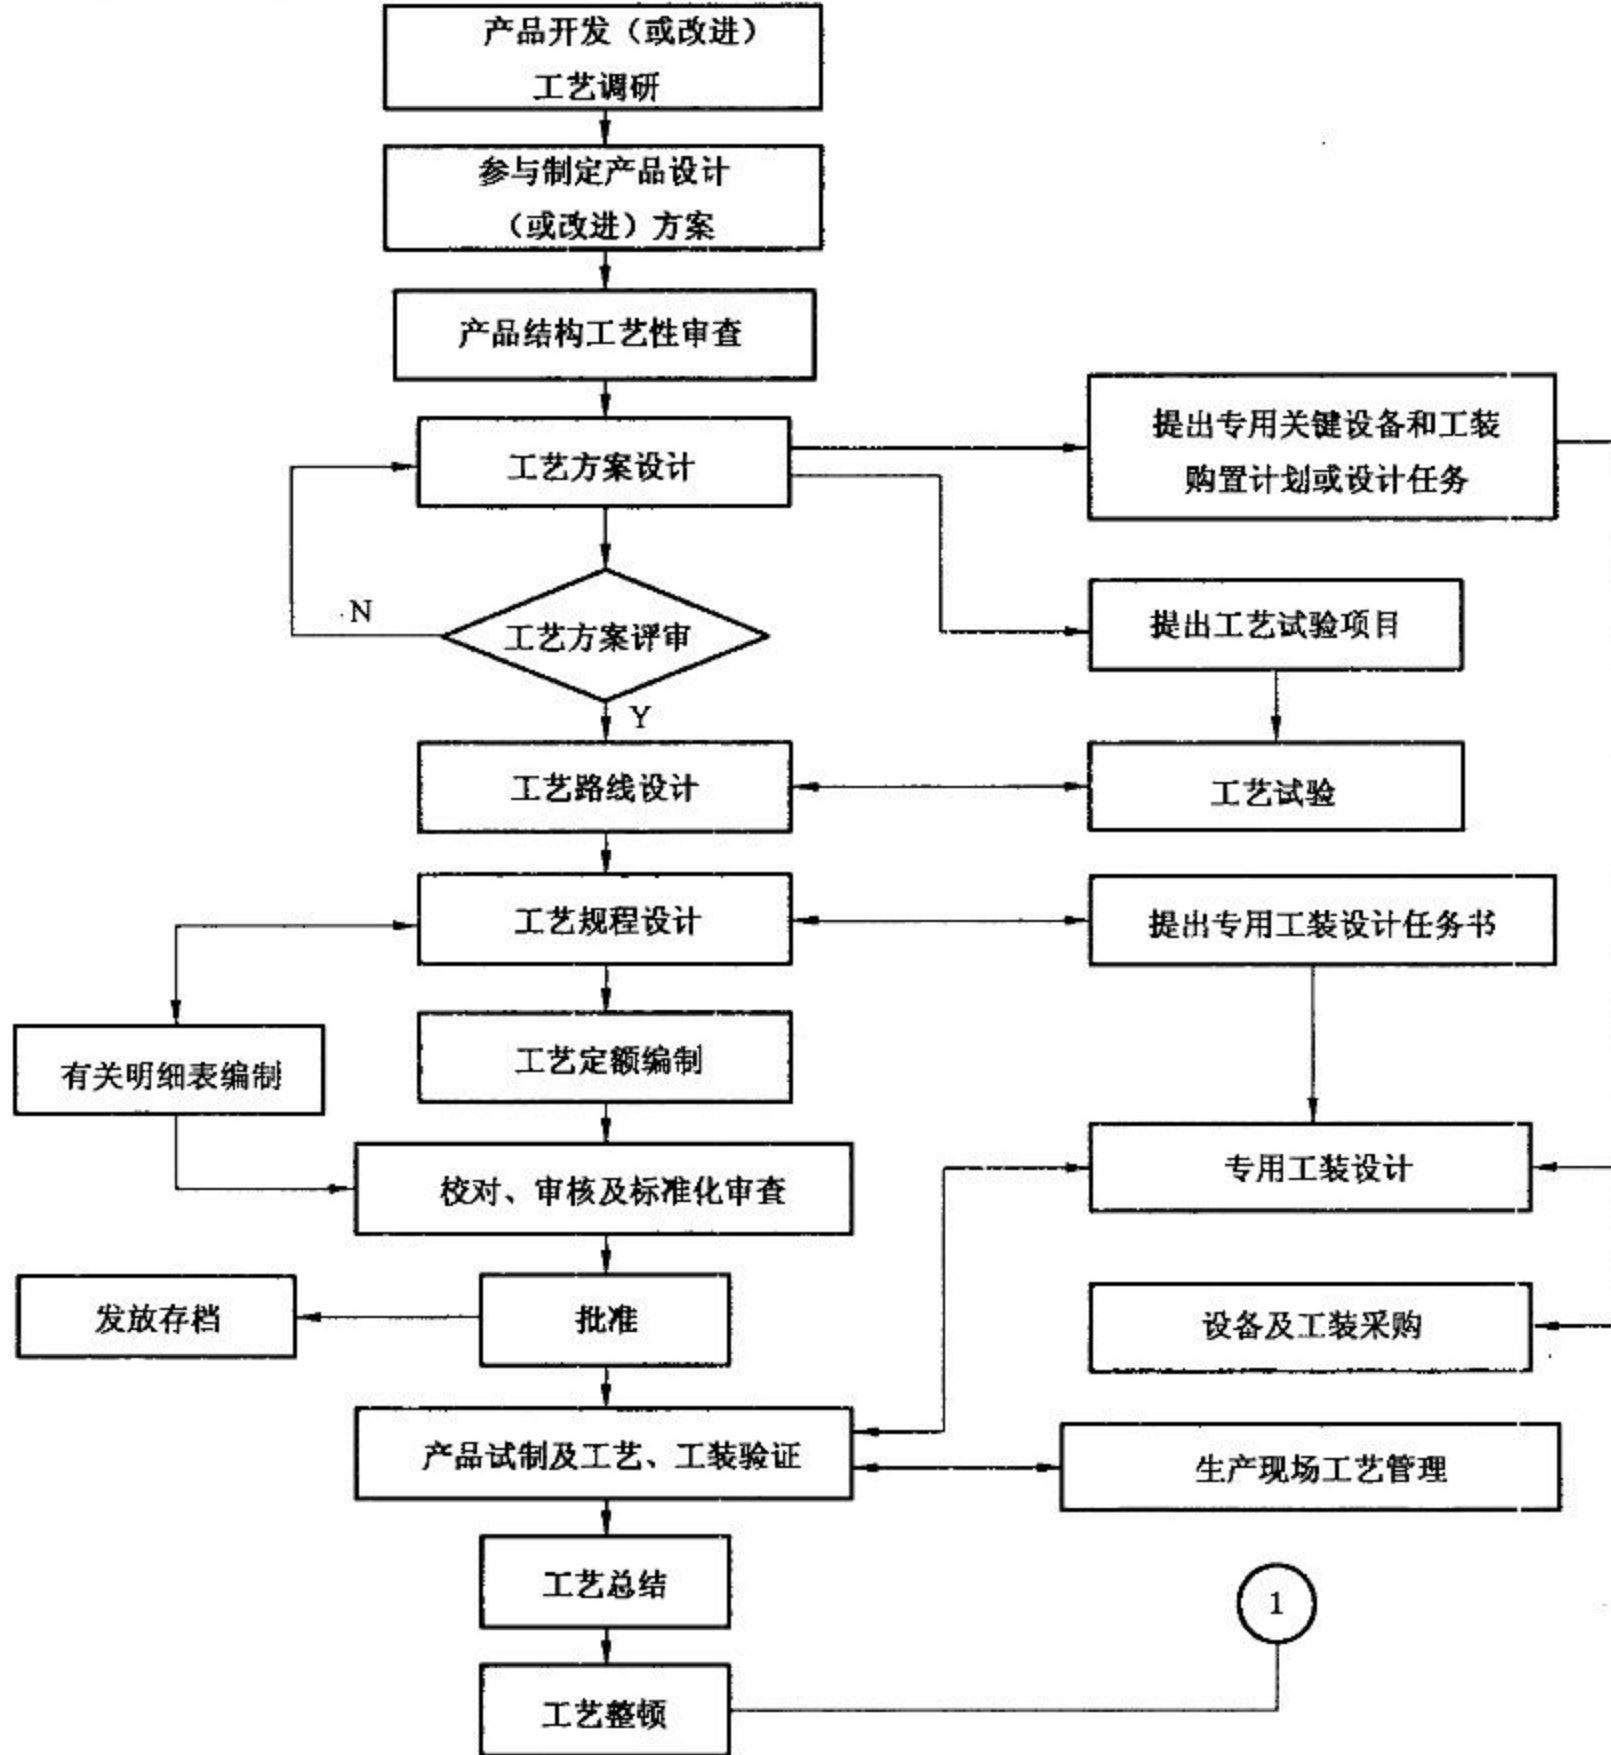 产品开发（或改进）
工艺调研
参与制定产品设计
（或改进）方案
产品结构工艺性审查
工艺方案设计
提出专用关键设备和工装
购置计划或设计任务
N
工艺方案评审
提出工艺试验项目
Y
工艺路线设计
工艺试验
工艺规程设计
提出专用工装设计任务书
有关明细表编制
工艺定额编制
校对、审核及标准化审查
专用工装设计
发放存档
批准
设备及工装采购
产品试制及工艺、工装验证
生产现场工艺管理
工艺总结
1
工艺整顿